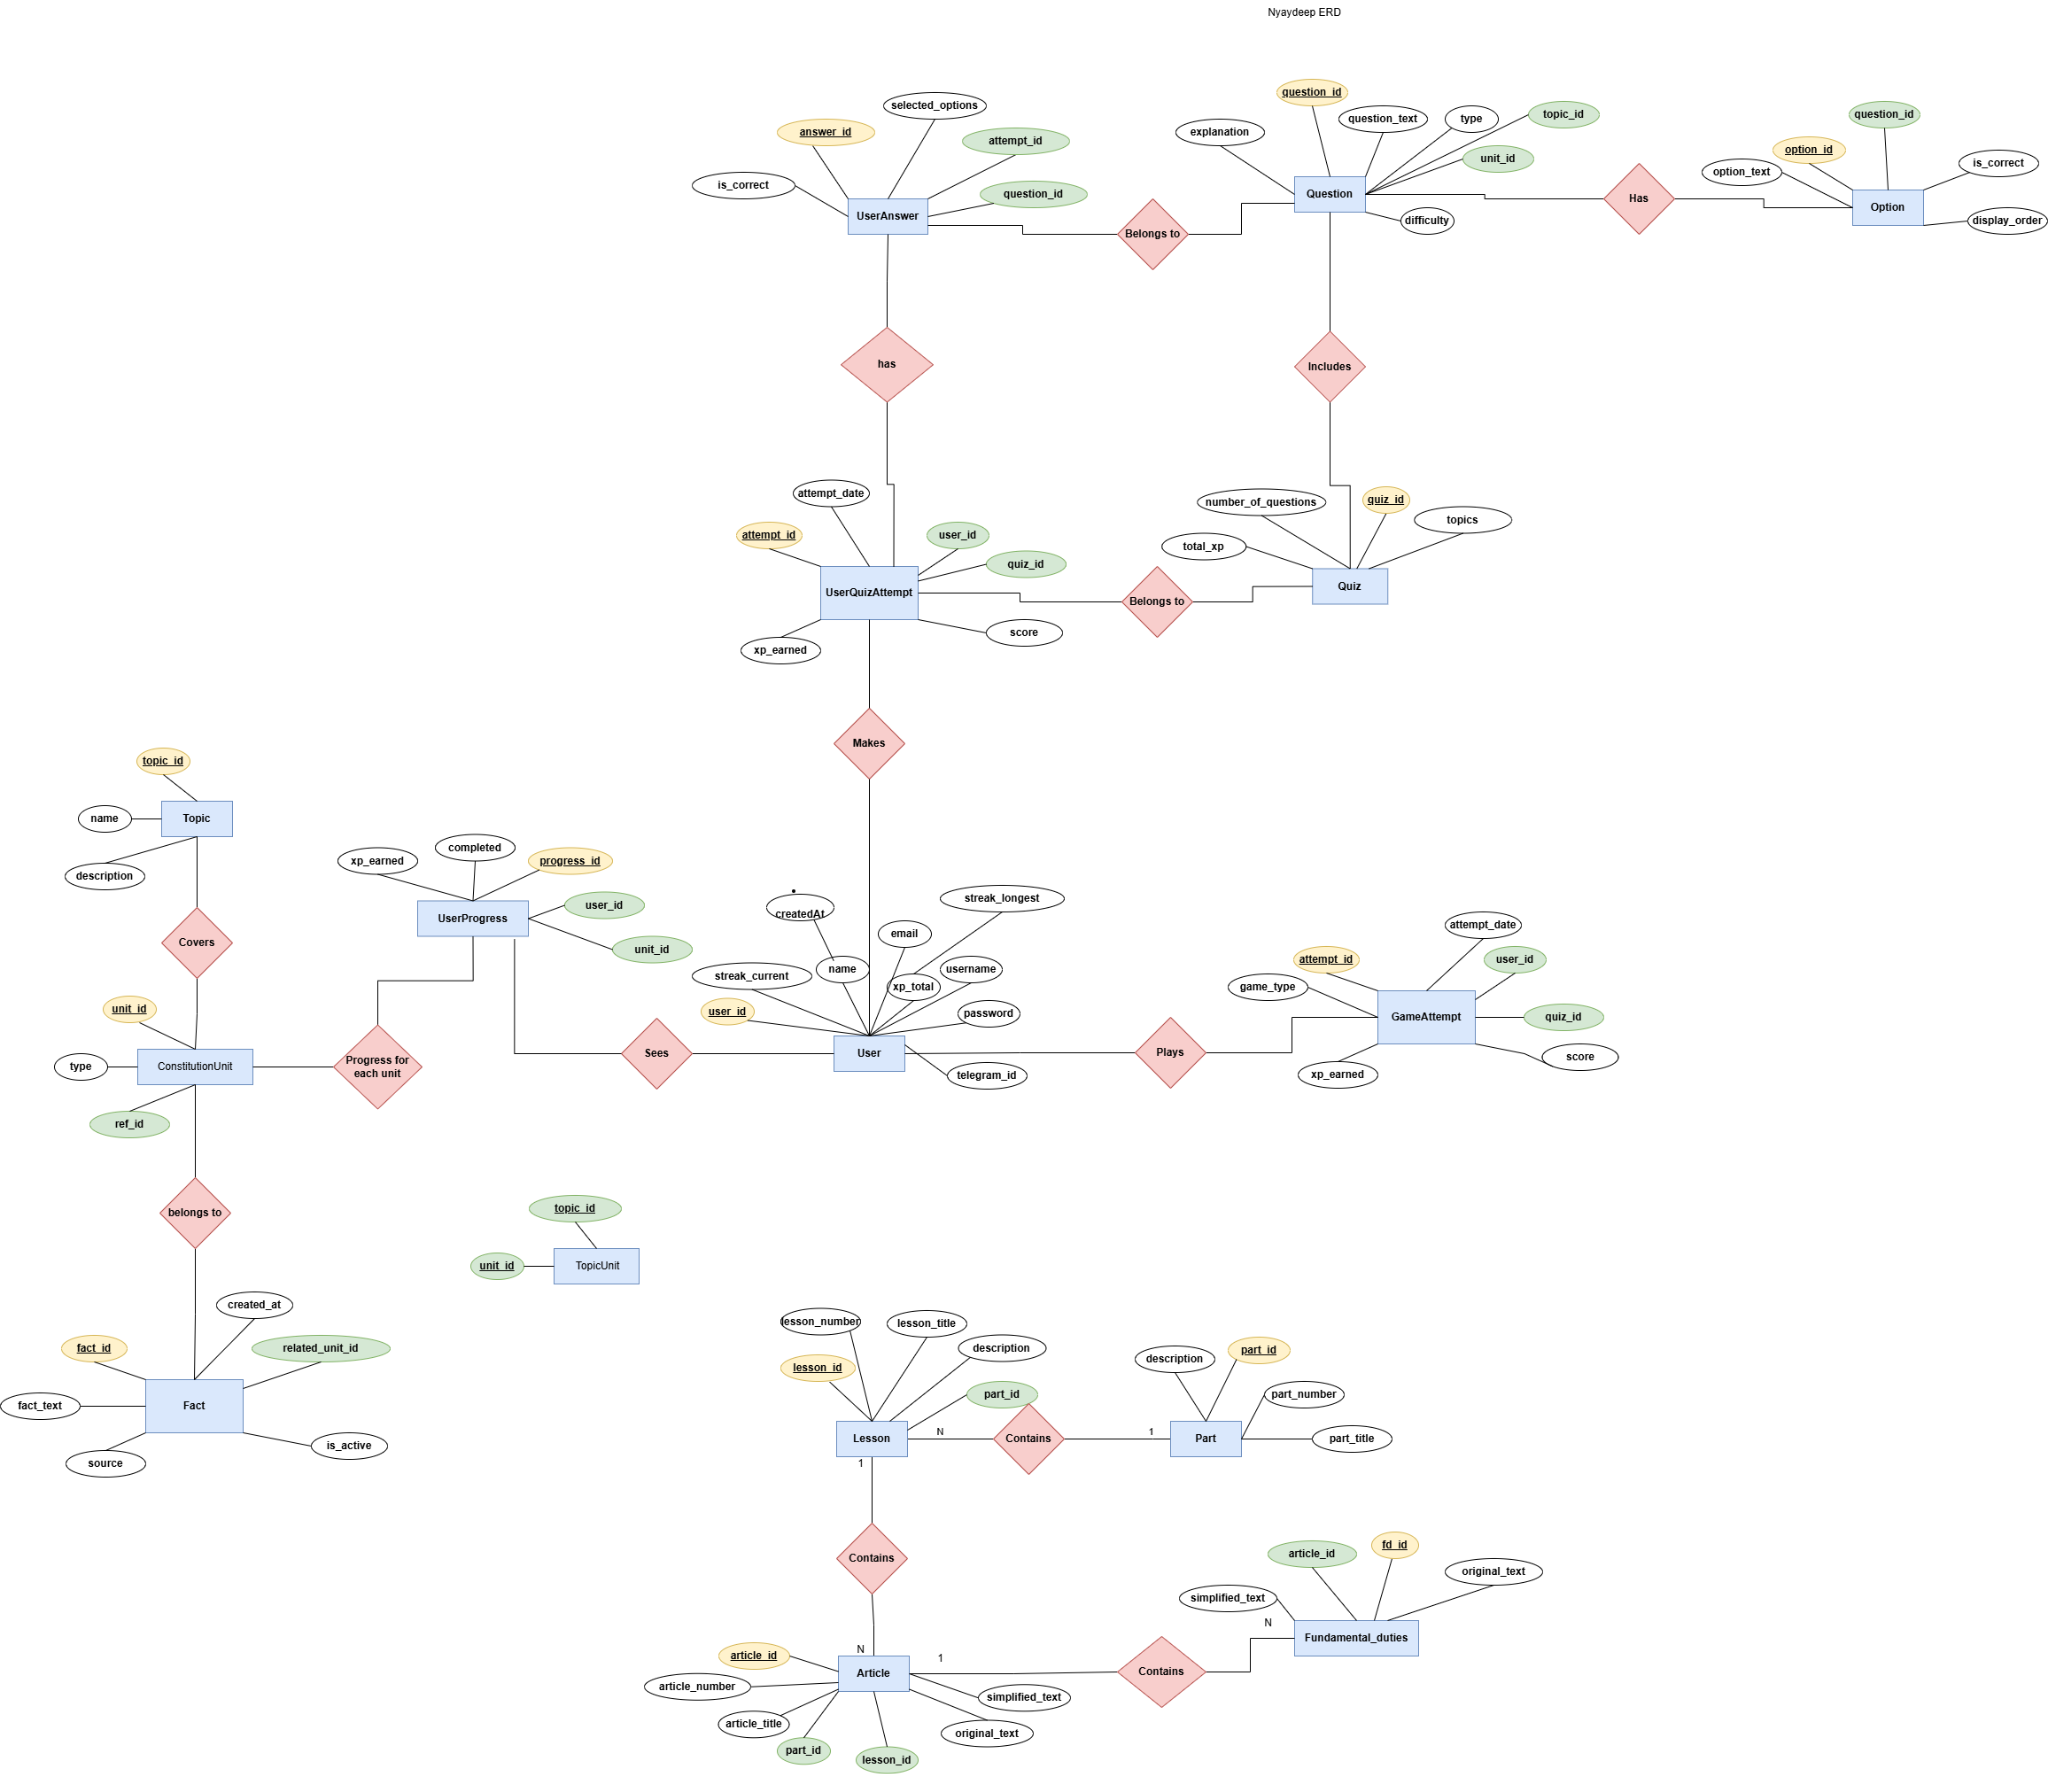 Nyaydeep ERD
question_id
selected_options
question_text
type
topic_id
question_id
answer_id
explanation
attempt_id
unit_id
option_id
is_correct
option_text
is_correct
question_id
Question
Has
Option
UserAnswer
difficulty
display_order
Belongs to
has
Includes
attempt_date
number_of_questions
quiz_id
topics
attempt_id
user_id
total_xp
quiz_id
UserQuizAttempt
Quiz
Belongs to
score
xp_earned
Makes
topic_id
name
Topic
description
xp_earned
completed
progress_id
user_id
UserProgress
unit_id
createdAt
streak_longest
email
attempt_date
Covers
streak_current
name
username
xp_total
attempt_id
user_id
game_type
unit_id
user_id
password
GameAttempt
quiz_id
type
ConstitutionUnit
Progress for
each unit
Sees
User
Plays
telegram_id
xp_earned
score
ref_id
belongs to
topic_id
unit_id
TopicUnit
created_at
fact_id
related_unit_id
fact_text
Fact
source
is_active
lesson_number
lesson_title
description
lesson_id
part_id
description
part_id
part_number
Lesson
N
Contains
1
Part
part_title
1
Contains
article_id
fd_id
original_text
simplified_text
N
Fundamental_duties
N
article_id
1
Article
Contains
article_number
simplified_text
article_title
original_text
part_id
lesson_id